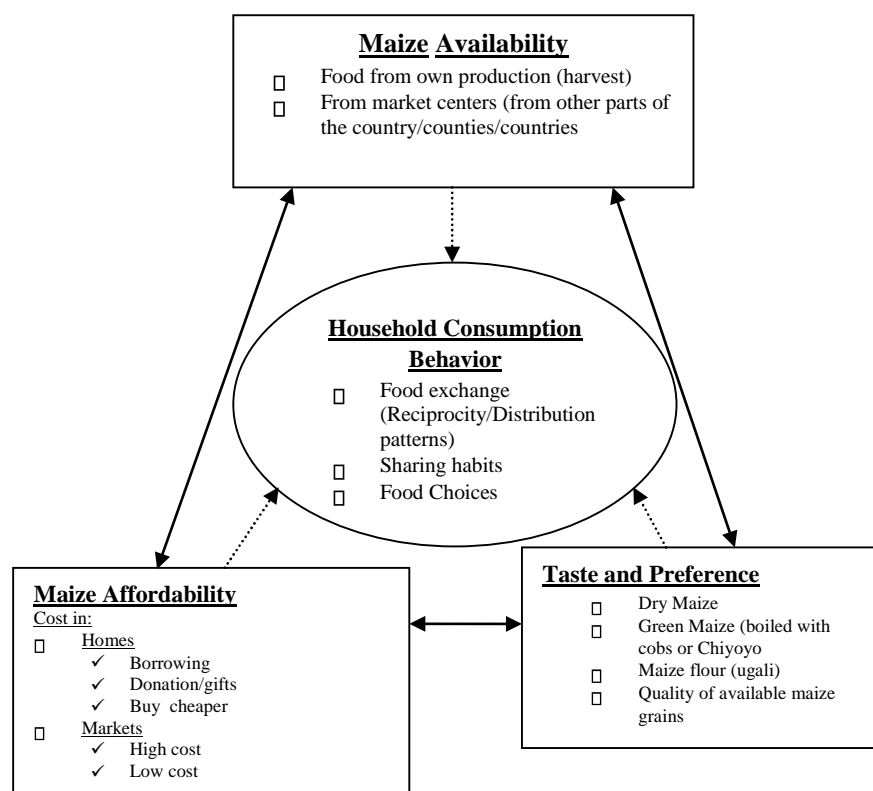 Maize Availability
Food from own production (harvest)
From market centers (from other parts of
the country/counties/countries
Household Consumption
Behavior
Food exchange
(Reciprocity/Distribution
patterns)
Sharing habits
Food Choices
Maize Affordability
Cost in:
Homes
✓ Borrowing
✓ Donation/gifts
✓ Buy cheaper
Markets
✓ High cost
✓ Low cost
Taste and Preference
Dry Maize
Green Maize (boiled with
cobs or Chiyoyo
Maize flour (ugali)
Quality of available maize
grains